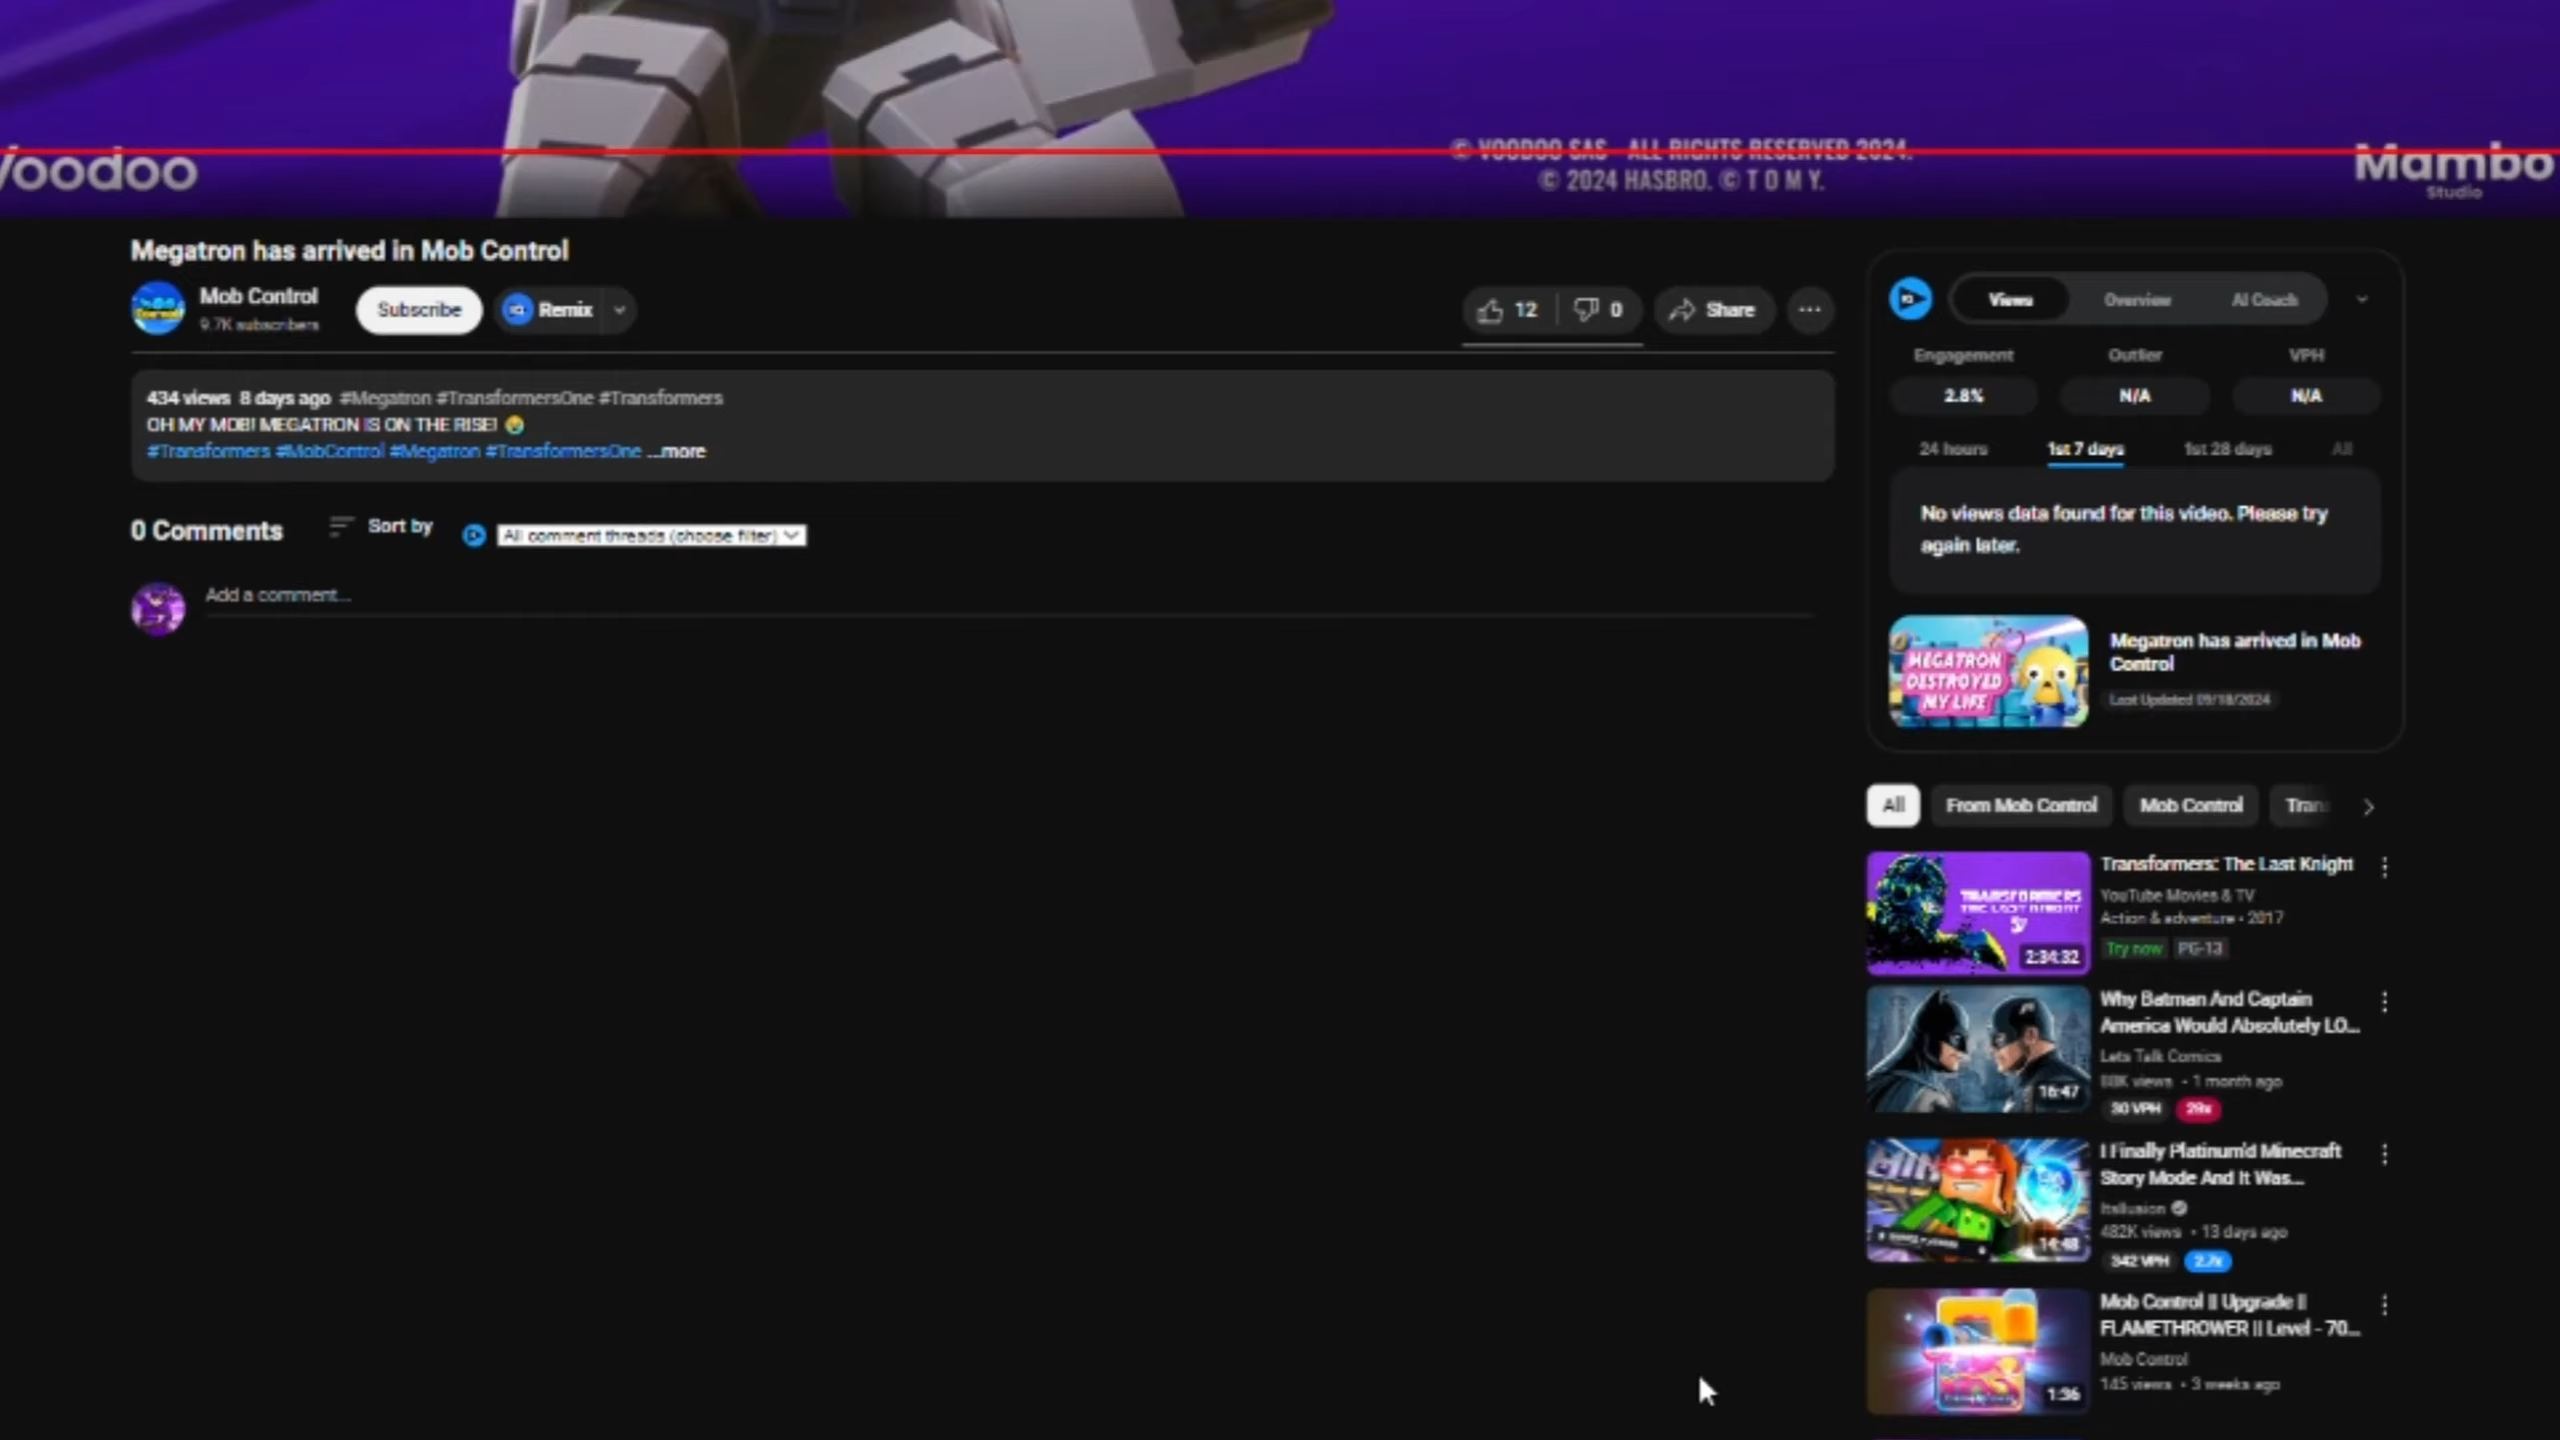 Voodoo
© VOODOO SAS ALL RIGHTS RESERVED 2024.
© 2024 HASBRO. © T O M Y.
Mambo
Studio
Megatron has arrived in Mob Control
Mob Control
9.7K subscribers
Subscribe
Remix
12
0
Share
434 views 8 days ago #Megatron #TransformersOne #Transformers
OH MY MOB! MEGATRON IS ON THE RISE! 😭
#Transformers #MobControl #Megatron #TransformersOne ...more
0 Comments
Sort by
All comment threads (choose filter)
Add a comment...
Views
Overview
AI Coach
Engagement
Outlier
VPH
2.8%
N/A
N/A
24 hours
1st 7 days
1st 28 days
All
No views data found for this video. Please try
again later.
MEGATRON
DESTROYED
MY LIFE
Megatron has arrived in Mob
Control
Last Updated 09/18/2024
All
From Mob Control
Mob Control
Tran
TRANSFORMERS
THE LAST KNIGHT
2:34:32
Transformers: The Last Knight
YouTube Movies & TV
Action & adventure • 2017
Try now
PG-13
16:47
Why Batman And Captain
America Would Absolutely LO...
Lets Talk Comics
88K views • 1 month ago
30 VPH
28x
14:48
I Finally Platinum'd Minecraft
Story Mode And It Was...
482K views • 13 days ago
342 VPH
2.7x
1:36
Mob Control || Upgrade ||
FLAMETHROWER || Level - 70...
Mob Control
145 views • 3 weeks ago